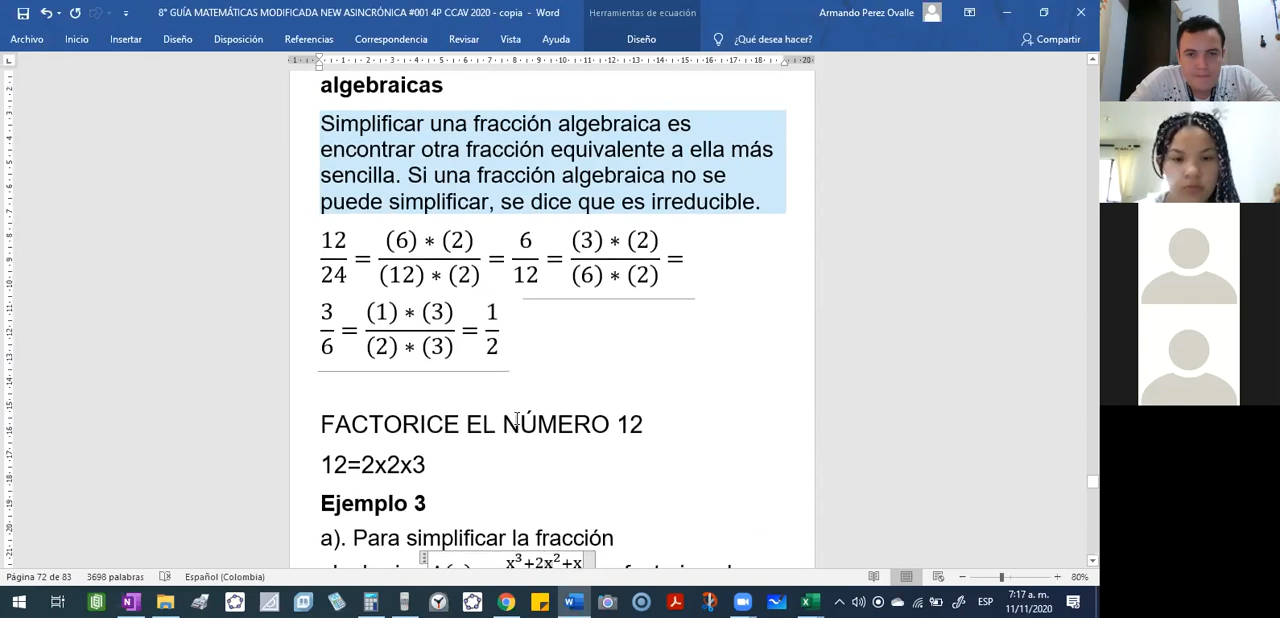 8° GUÍA MATEMÁTICAS MODIFICADA NEW ASINCRÓNICA #001 4P CCAV 2020 - copia - Word
Herramientas de ecuación
Armando Perez Ovalle
Archivo Inicio Insertar Diseño Disposición Referencias Correspondencia Revisar Vista Ayuda Diseño ¿Qué desea hacer? Compartir
algebraicas
Simplificar una fracción algebraica es
encontrar otra fracción equivalente a ella más
sencilla. Si una fracción algebraica no se
puede simplificar, se dice que es irreducible.
12/24 = (6) ∗ (2)/(12) ∗ (2) = 6/12 = (3) ∗ (2)/(6) ∗ (2) =
3/6 = (1) ∗ (3)/(2) ∗ (3) = 1/2
FACTORICE EL NÚMERO 12
12=2x2x3
Ejemplo 3
a). Para simplificar la fracción
x³+2x²+x
Página 72 de 83 3698 palabras Español (Colombia) 80%
ESP 7:17 a. m.
11/11/2020